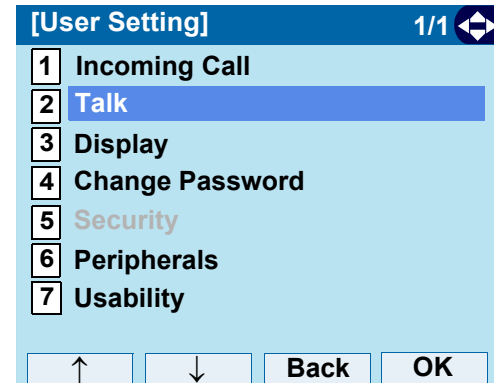 [User Setting] 1/1
1 Incoming Call
2 Talk
3 Display
4 Change Password
5 Security
6 Peripherals
7 Usability
↑ ↓ Back OK